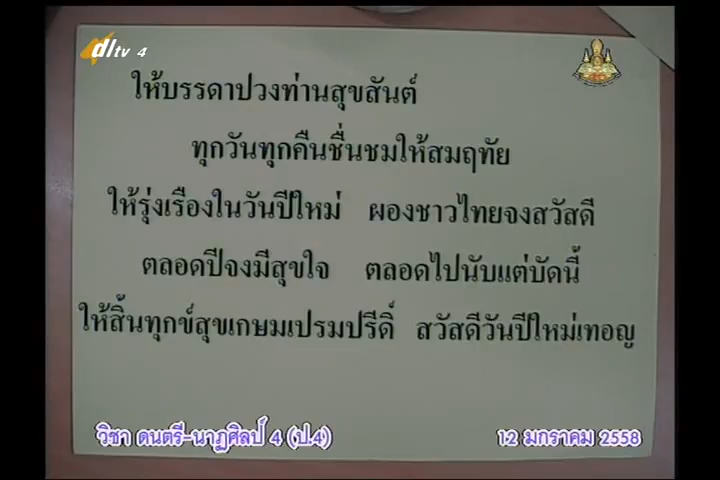 dltv 4
ให้บรรดาปวงท่านสุขสันต์
ทุกวันทุกคืนชื่นชมให้สมฤทัย
ให้รุ่งเรืองในวันปีใหม่ ผองชาวไทยจงสวัสดี
ตลอดปีจงมีสุขใจ ตลอดไปนับแต่บัดนี้
ให้สิ้นทุกข์สุขเกษมเปรมปรีดิ์ สวัสดีวันปีใหม่เทอญ
วิชา ดนตรี-นาฏศิลป์ 4 (ป.4)
12 มกราคม 2558